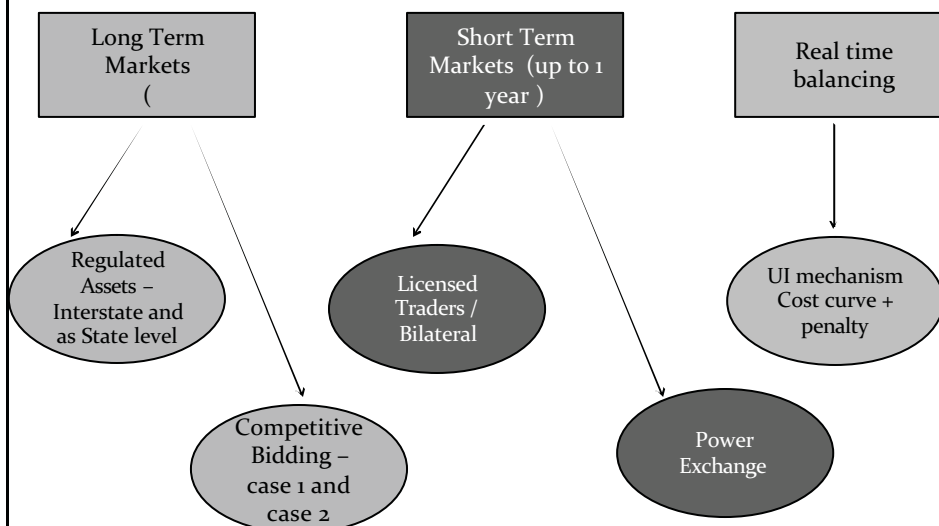 Long Term
Markets
(
Short Term
Markets (up to 1
year )
Real time
balancing
Regulated
Assets –
Interstate and
as State level
Licensed
Traders /
Bilateral
UI mechanism
Cost curve +
penalty
Competitive
Bidding –
case 1 and
case 2
Power
Exchange